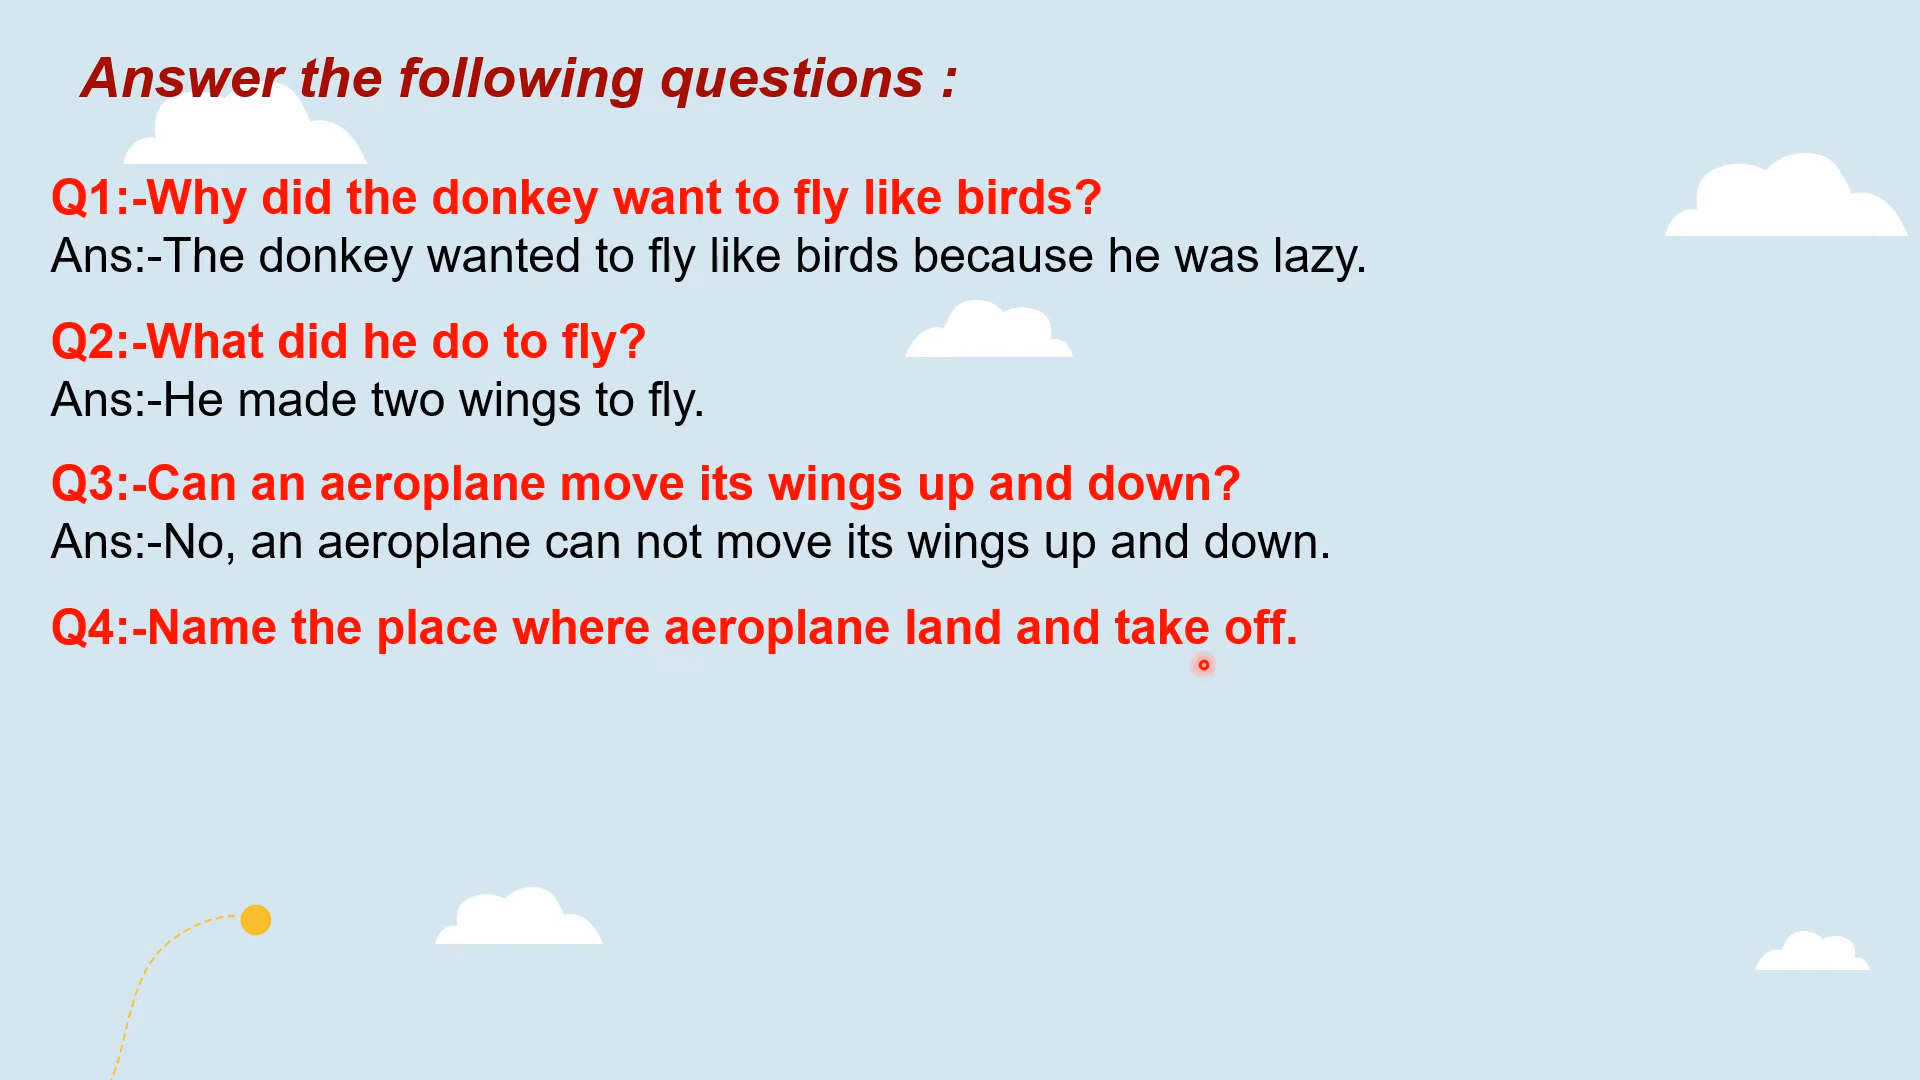 Answer the following questions :
Q1:-Why did the donkey want to fly like birds?
Ans:-The donkey wanted to fly like birds because he was lazy.
Q2:-What did he do to fly?
Ans:-He made two wings to fly.
Q3:-Can an aeroplane move its wings up and down?
Ans:-No, an aeroplane can not move its wings up and down.
Q4:-Name the place where aeroplane land and take off.